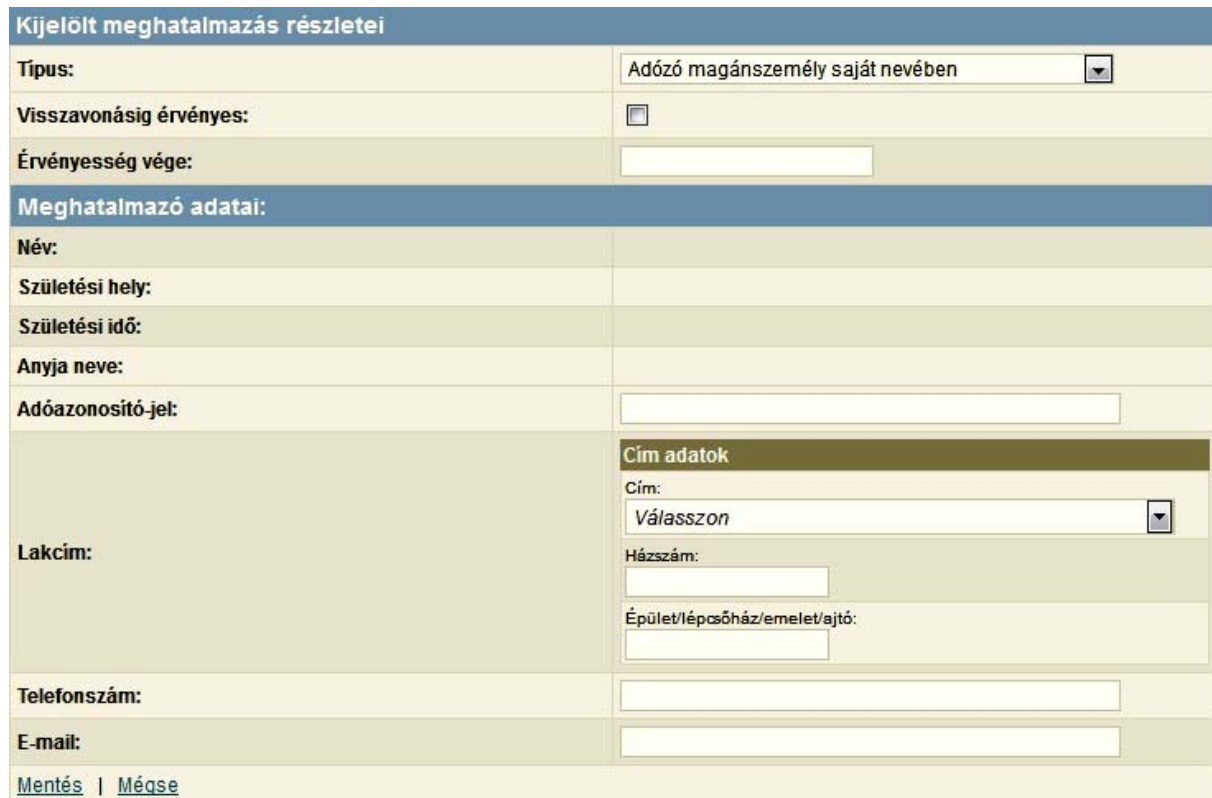 Kijelölt meghatalmazás részletei
Típus: Adózó magánszemély saját nevében
Visszavonásig érvényes:
Érvényesség vége:
Meghatalmazó adatai:
Név:
Születési hely:
Születési idő:
Anyja neve:
Adóazonosító-jel:
Lakcím:
Cím adatok
Cím:
Válasszon
Házszám:
Épület/lépcsőház/emelet/ajtó:
Telefonszám:
E-mail:
Mentés | Mégse